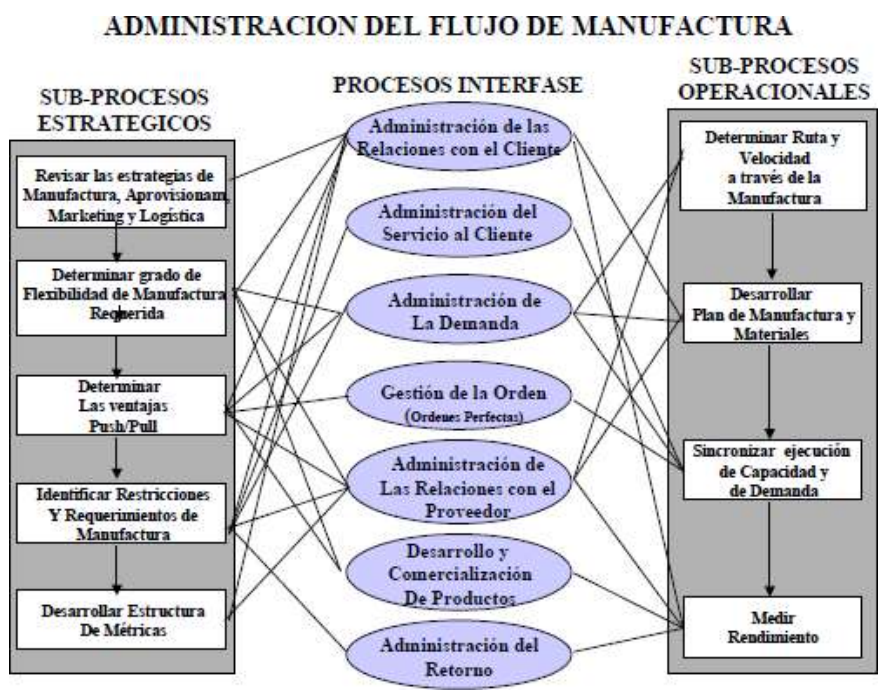 ADMINISTRACION DEL FLUJO DE MANUFACTURA
SUB-PROCESOS
ESTRATEGICOS
Revisar las estrategias de
Manufactura, Aprovisionam,
Marketing y Logística
Determinar grado de
Flexibilidad de Manufactura
Requerida
Determinar
Las ventajas
Push/Pull
Identificar Restricciones
Y Requerimientos de
Manufactura
Desarrollar Estructura
De Métricas
PROCESOS INTERFASE
Administración de las
Relaciones con el Cliente
Administración del
Servicio al Cliente
Administración de
La Demanda
Gestión de la Orden
(Ordenes Perfectas)
Administración de
Las Relaciones con el
Proveedor
Desarrollo y
Comercialización
De Productos
Administración del
Retorno
SUB-PROCESOS
OPERACIONALES
Determinar Ruta y
Velocidad
a través de la
Manufactura
Desarrollar
Plan de Manufactura y
Materiales
Sincronizar ejecución
de Capacidad y
de Demanda
Medir
Rendimiento